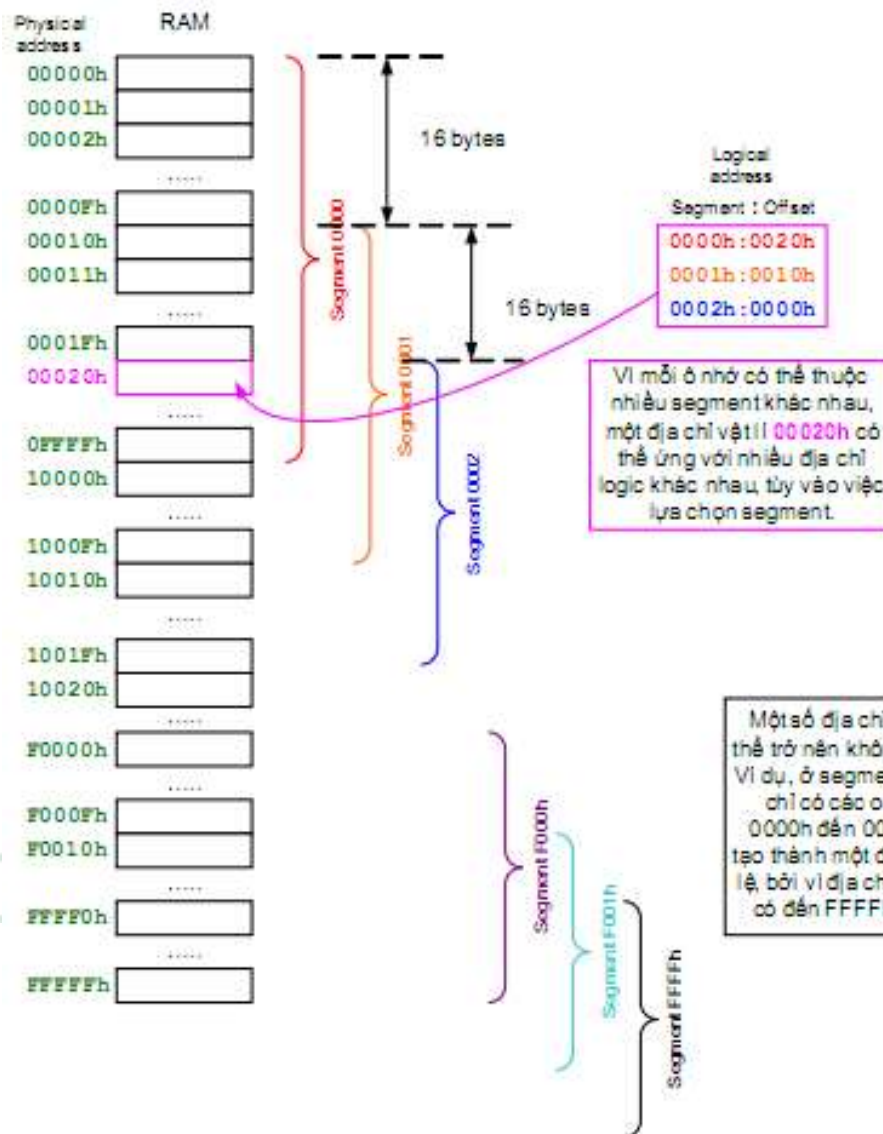 Physical
address
RAM
00000h
00001h
00002h
.....
0000Fh
00010h
00011h
.....
0001Fh
00020h
.....
0FFFFh
10000h
.....
1000Fh
10010h
.....
1001Fh
10020h
.....
F0000h
.....
F000Fh
F0010h
.....
FFFF0h
.....
FFFFFh
16 bytes
16 bytes
Segment 0000
Segment 0001
Segment 0002
Segment F000h
Segment F001h
Segment FFFFh
Logical
address
Segment : Offset
0000h:0020h
0001h:0010h
0002h:0000h
Vì mỗi ô nhớ có thể thuộc
nhiều segment khác nhau,
một địa chỉ vật lí 00020h có
thể ứng với nhiều địa chỉ
logic khác nhau, tùy vào việc
lựa chọn segment.
Một số địa chỉ
thể trở nên
Ví dụ, ở
chỉ có các
0000h đến
tạo thành một
lệ, bởi vì địa
có đến